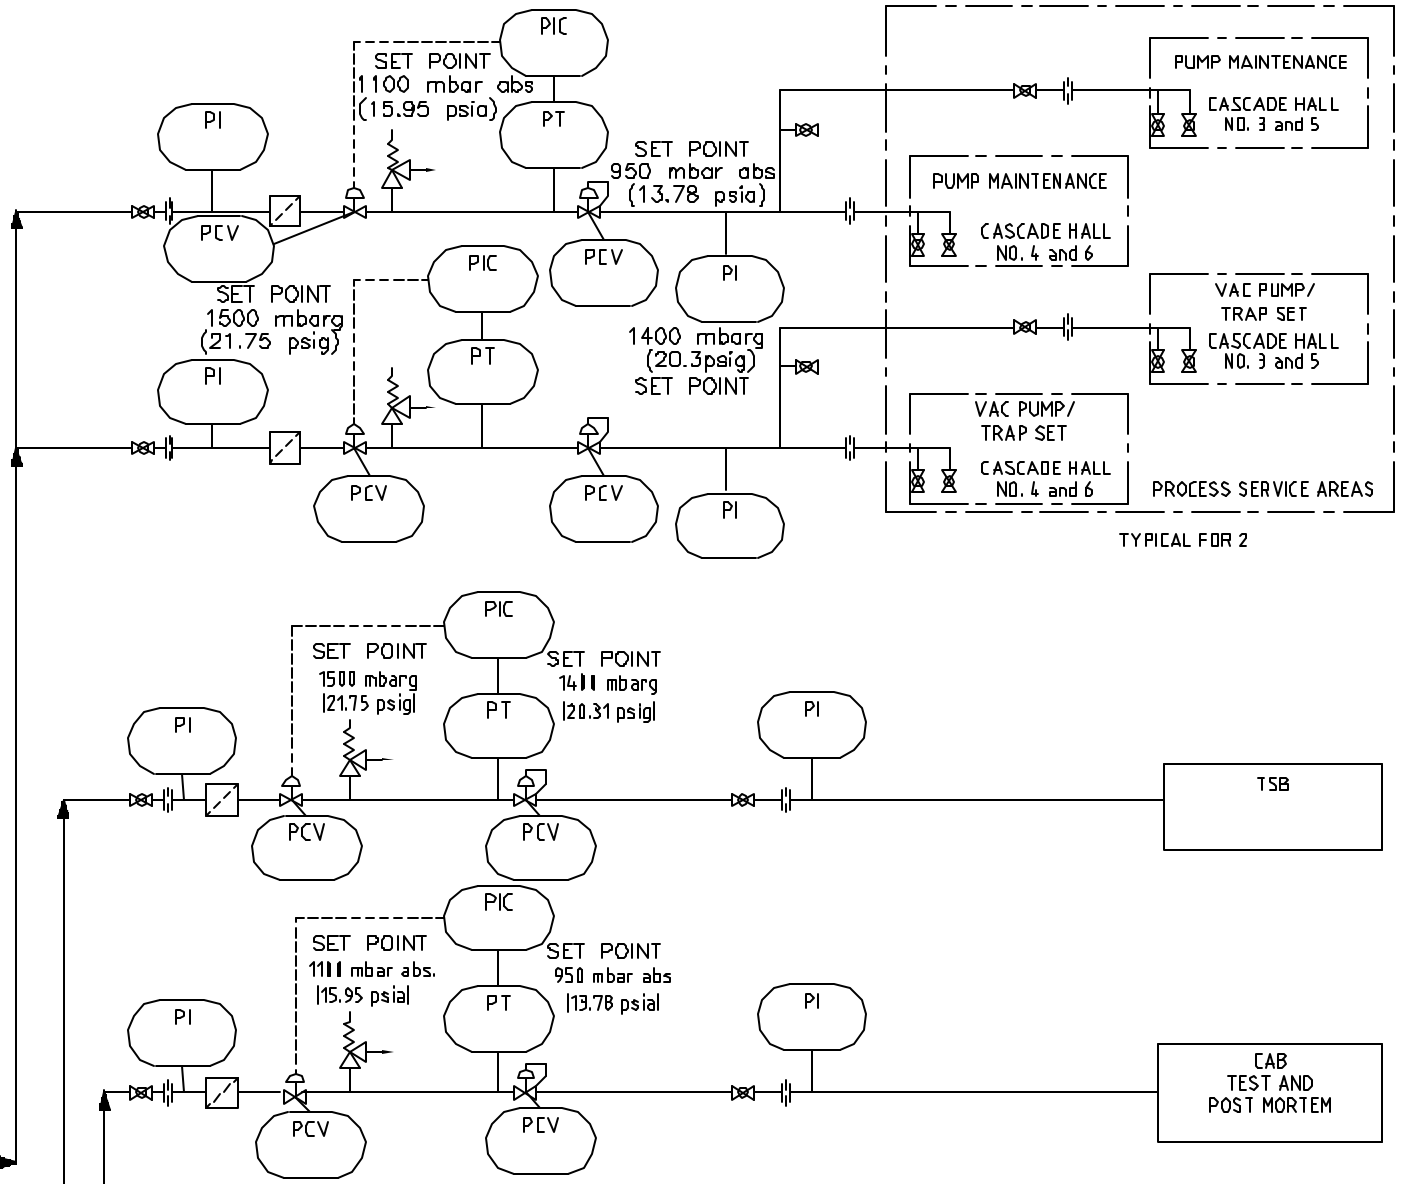 PIC
SET POINT
1100 mbar abs
(15.95 psia)
PI
PT
PCV
SET POINT
950 mbar abs
(13.78 psia)
PCV
PI
PUMP MAINTENANCE
CASCADE HALL
NO. 3 and 5
PUMP MAINTENANCE
CASCADE HALL
NO. 4 and 6
PIC
SET POINT
1500 mbarg
(21.75 psig)
PI
PT
1400 mbarg
(20.3psig)
SET POINT
PCV
PCV
PI
VAC PUMP/
TRAP SET
CASCADE HALL
NO. 3 and 5
VAC PUMP/
TRAP SET
CASCADE HALL
NO. 4 and 6
PROCESS SERVICE AREAS
TYPICAL FOR 2
PIC
SET POINT
1500 mbarg
|21.75 psig|
SET POINT
1400 mbarg
|20.31 psig|
PI
PT
PI
PCV
PCV
TSB
PIC
SET POINT
1100 mbar abs.
|15.95 psia|
SET POINT
950 mbar abs
|13.78 psia|
PI
PT
PI
PCV
PCV
CAB
TEST AND
POST MORTEM